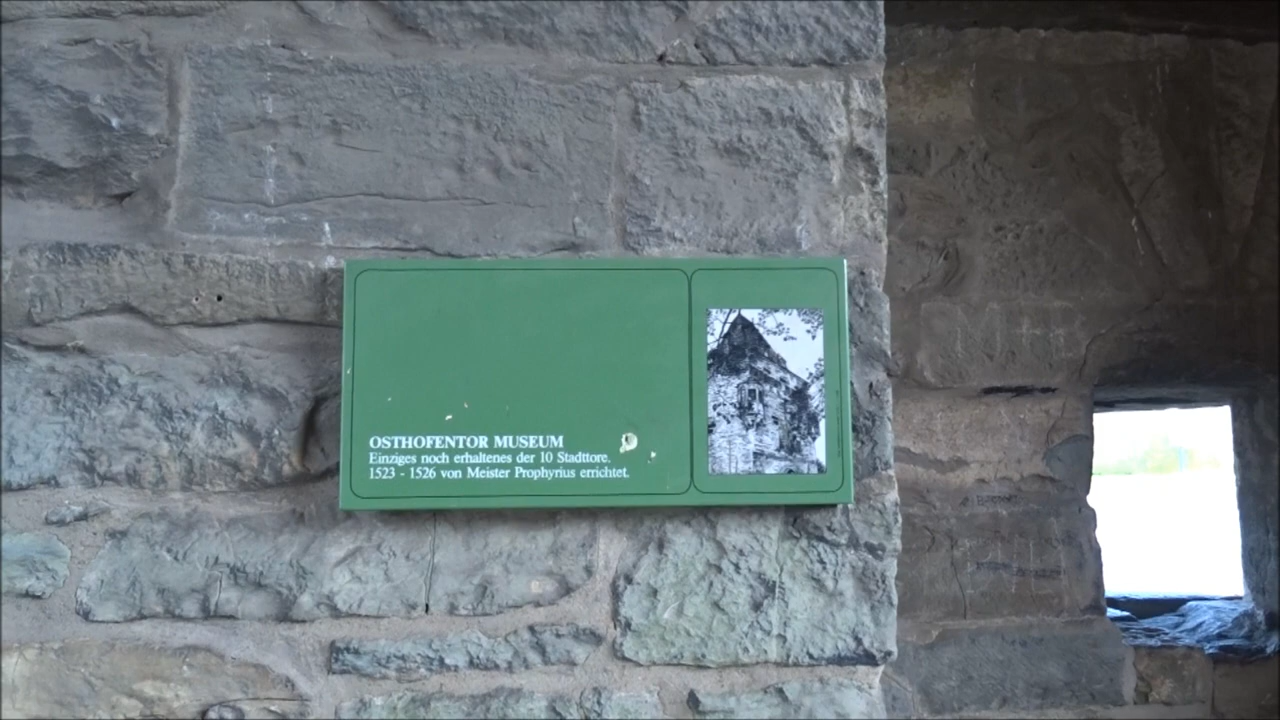 OSTHOFENTOR MUSEUM
Einziges noch erhaltenes der 10 Stadttore.
1523 - 1526 von Meister Prophyrius errichtet.